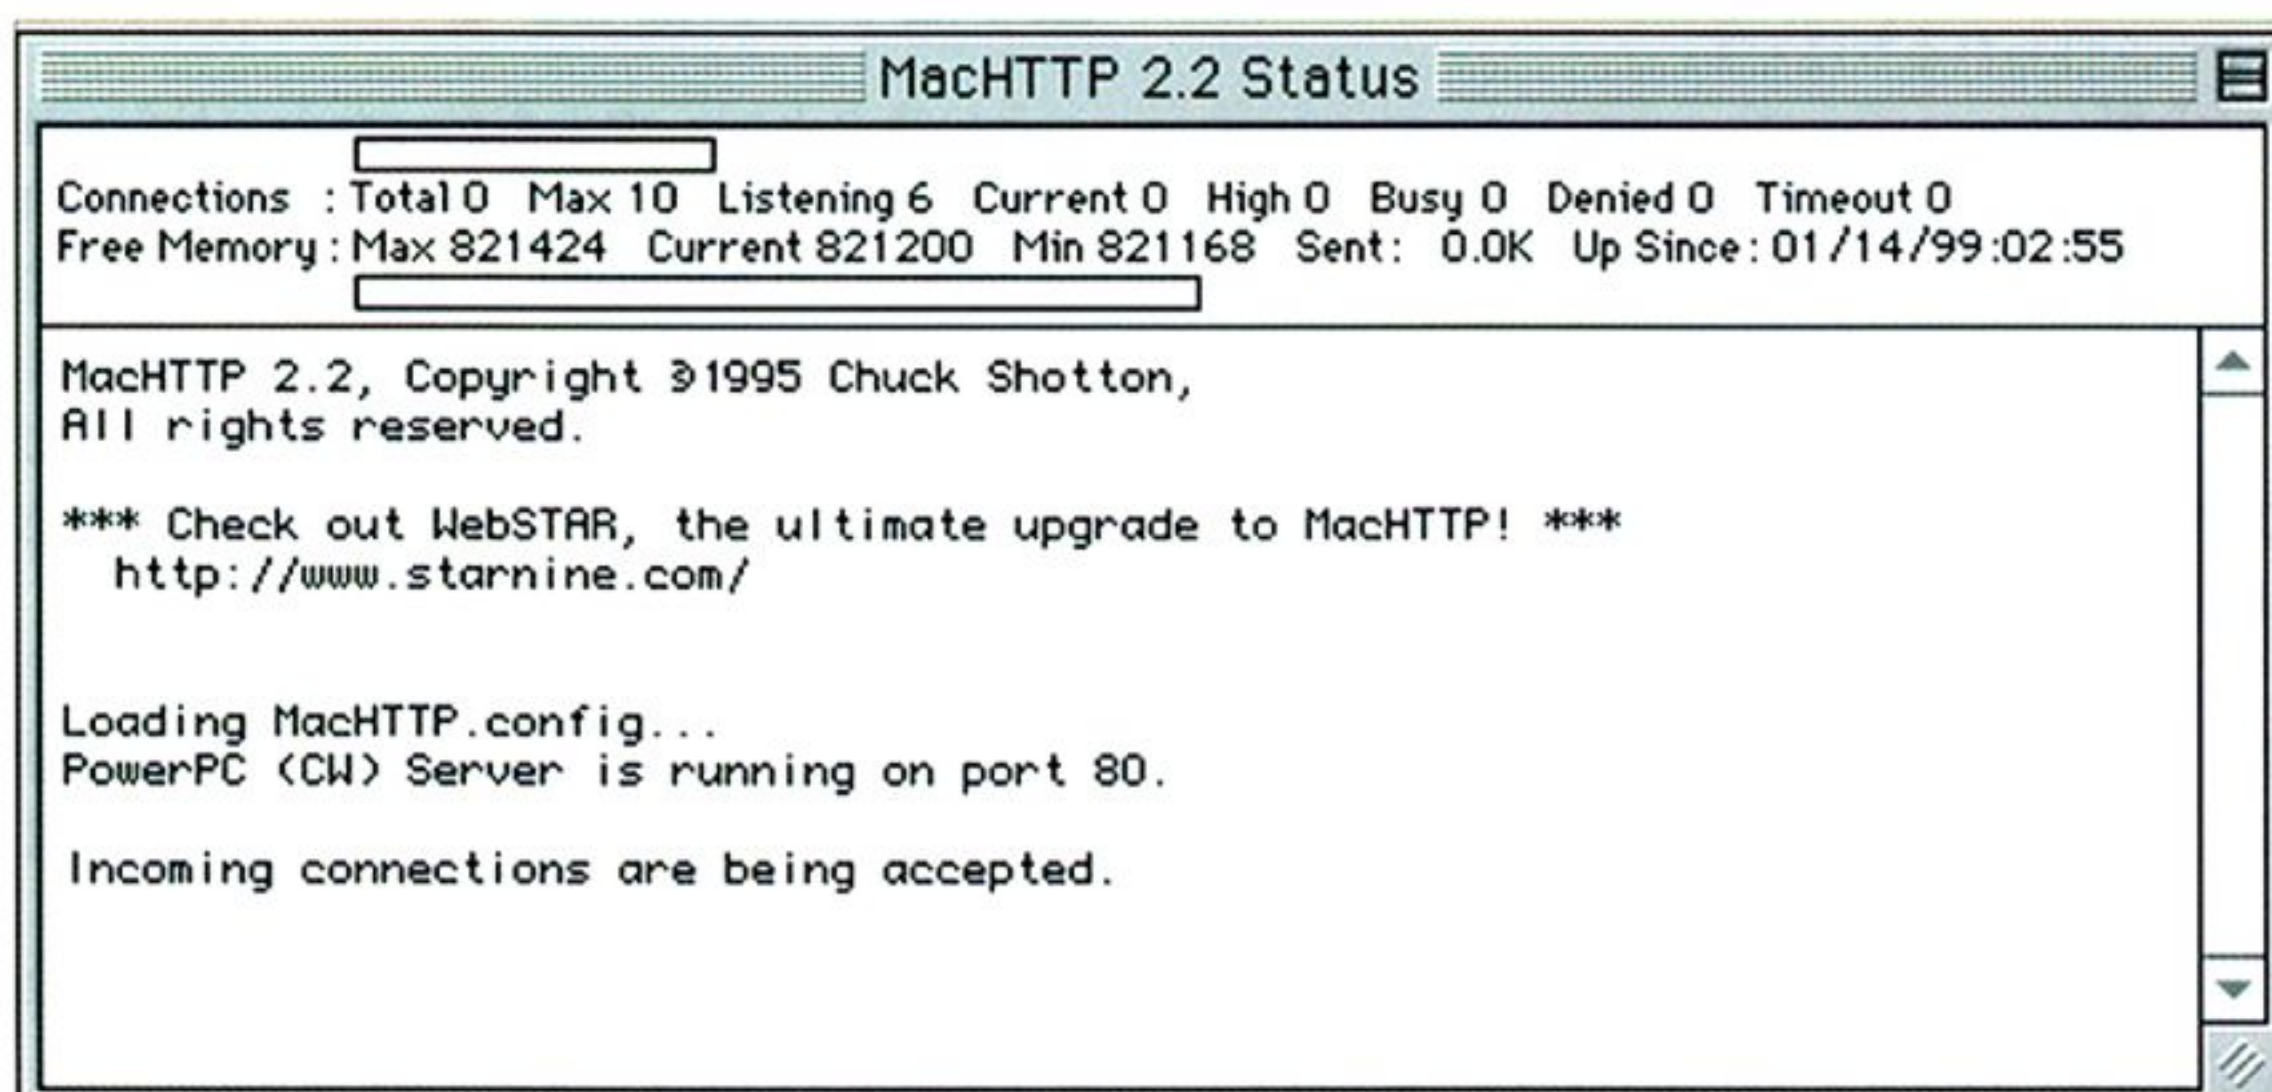 MacHTTP 2.2 Status
Connections : Total 0 Max 10 Listening 6 Current 0 High 0 Busy 0 Denied 0 Timeout 0
Free Memory : Max 821424 Current 821200 Min 821168 Sent: 0.0K Up Since: 01/14/99:02:55
MacHTTP 2.2, Copyright ©1995 Chuck Shotton,
All rights reserved.
*** Check out WebSTAR, the ultimate upgrade to MacHTTP! ***
http://www.starnine.com/
Loading MacHTTP.config...
PowerPC (CW) Server is running on port 80.
Incoming connections are being accepted.